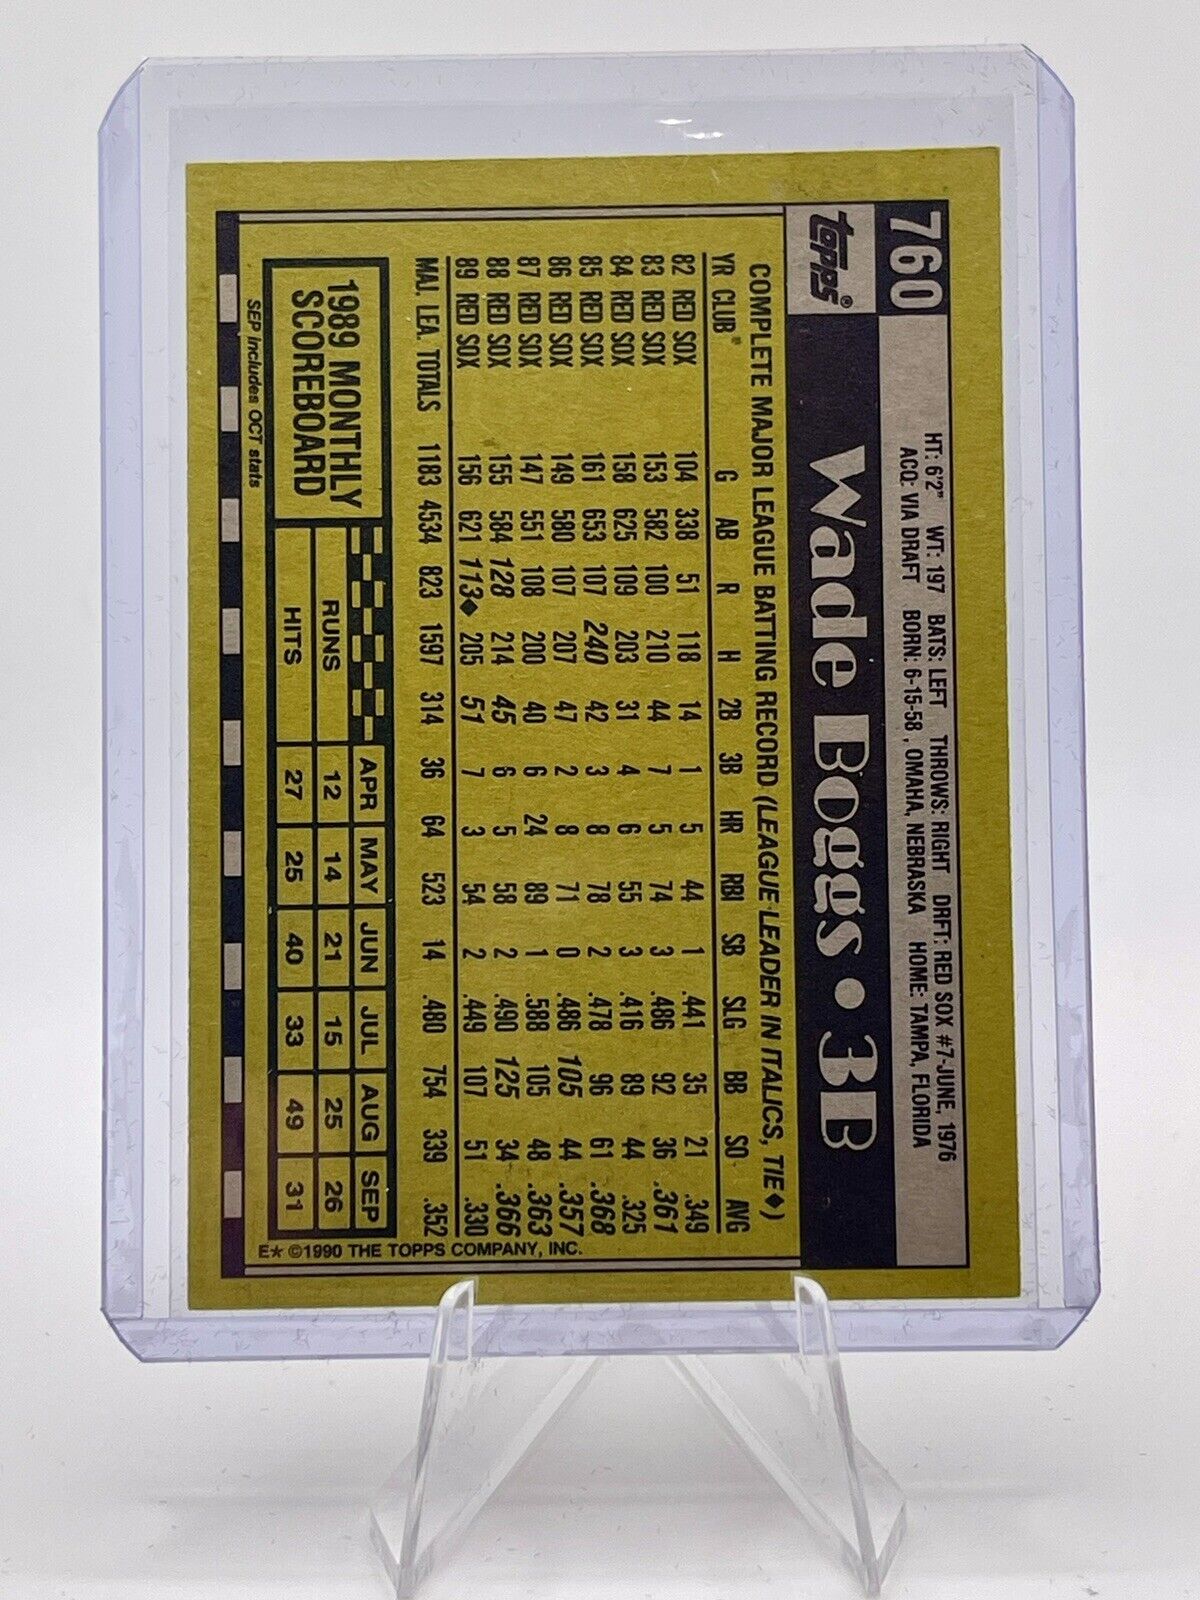 760
HT: 6'2" WT: 197 BATS: LEFT THROWS: RIGHT DRFT: RED SOX #7-JUNE, 1976
ACQ: VIA DRAFT BORN: 6-15-58, OMAHA, NEBRASKA HOME: TAMPA, FLORIDA
topps®
Wade Boggs • 3B
COMPLETE MAJOR LEAGUE BATTING RECORD (LEAGUE LEADER IN ITALICS, TIE♦)
YR CLUB G AB R H 2B 3B HR RBI SB SLG BB SO AVG
82 RED SOX 104 338 51 118 14 1 5 44 1 .441 35 21 .349
83 RED SOX 153 582 100 210 44 7 5 74 3 .486 92 36 .361
84 RED SOX 158 625 109 203 31 4 6 55 3 .416 89 44 .325
85 RED SOX 161 653 107 240 42 3 8 78 2 .478 96 61 .368
86 RED SOX 149 580 107 207 47 2 8 71 0 .486 105 44 .357
87 RED SOX 147 551 108 200 40 6 24 89 1 .588 105 48 .363
88 RED SOX 155 584 128 214 45 6 5 58 2 .490 125 34 .366
89 RED SOX 156 621 113♦ 205 51 7 3 54 2 .449 107 51 .330
MAJ. LEA. TOTALS 1183 4534 823 1597 314 36 64 523 14 .480 754 339 .352
1989 MONTHLY
SCOREBOARD
APR MAY JUN JUL AUG SEP
RUNS 12 14 21 15 25 26
HITS 27 25 40 33 49 31
SEP includes OCT stats
E★ ©1990 THE TOPPS COMPANY, INC.